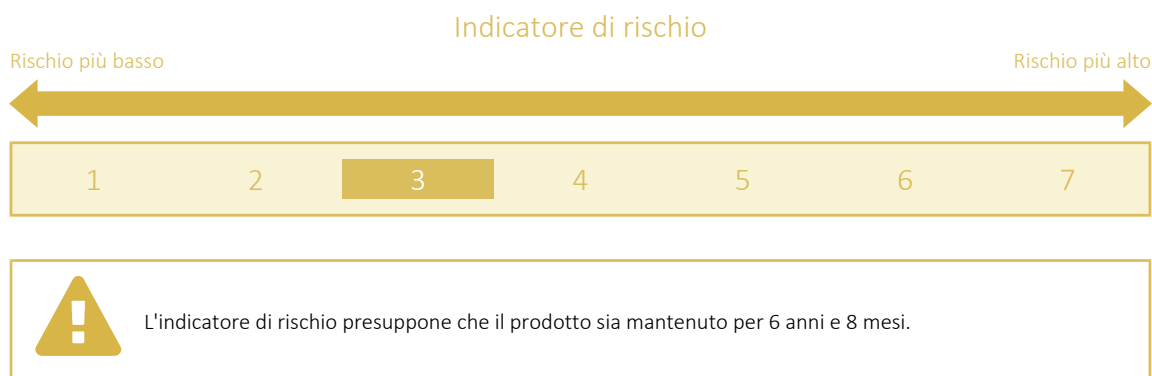 Indicatore di rischio
Rischio più basso Rischio più alto
1 2 3 4 5 6 7
L'indicatore di rischio presuppone che il prodotto sia mantenuto per 6 anni e 8 mesi.